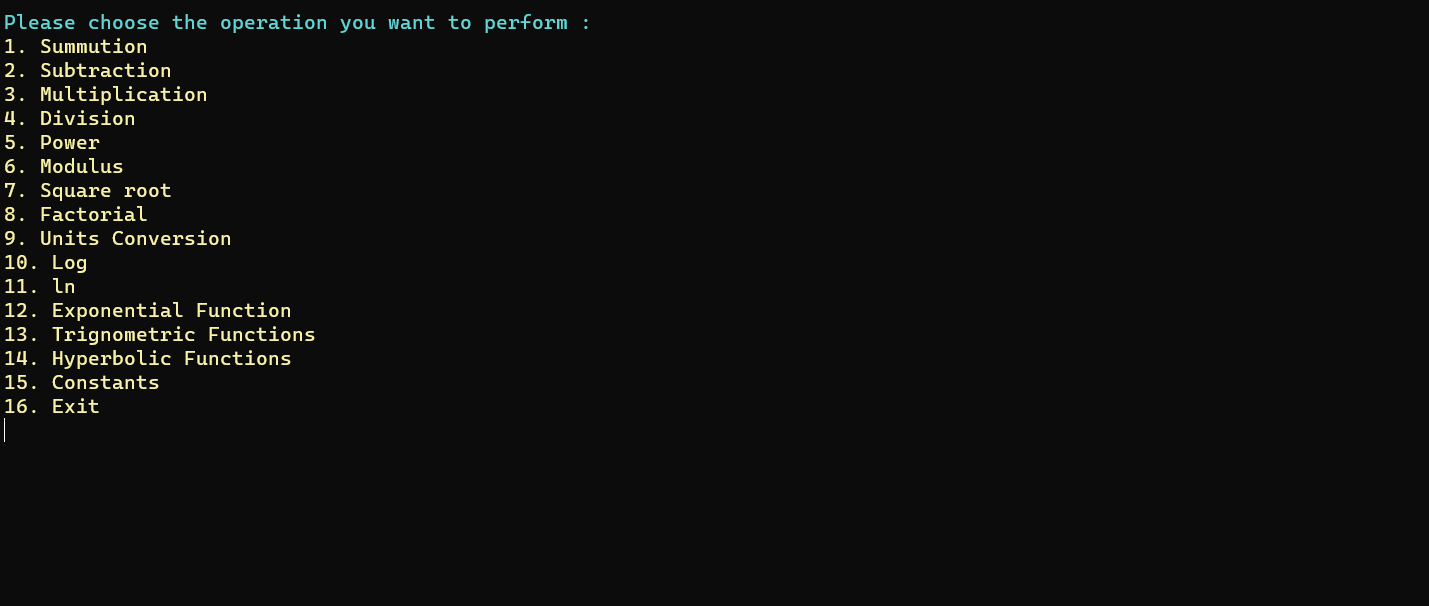 Please choose the operation you want to perform :
1. Summution
2. Subtraction
3. Multiplication
4. Division
5. Power
6. Modulus
7. Square root
8. Factorial
9. Units Conversion
10. Log
11. ln
12. Exponential Function
13. Trignometric Functions
14. Hyperbolic Functions
15. Constants
16. Exit